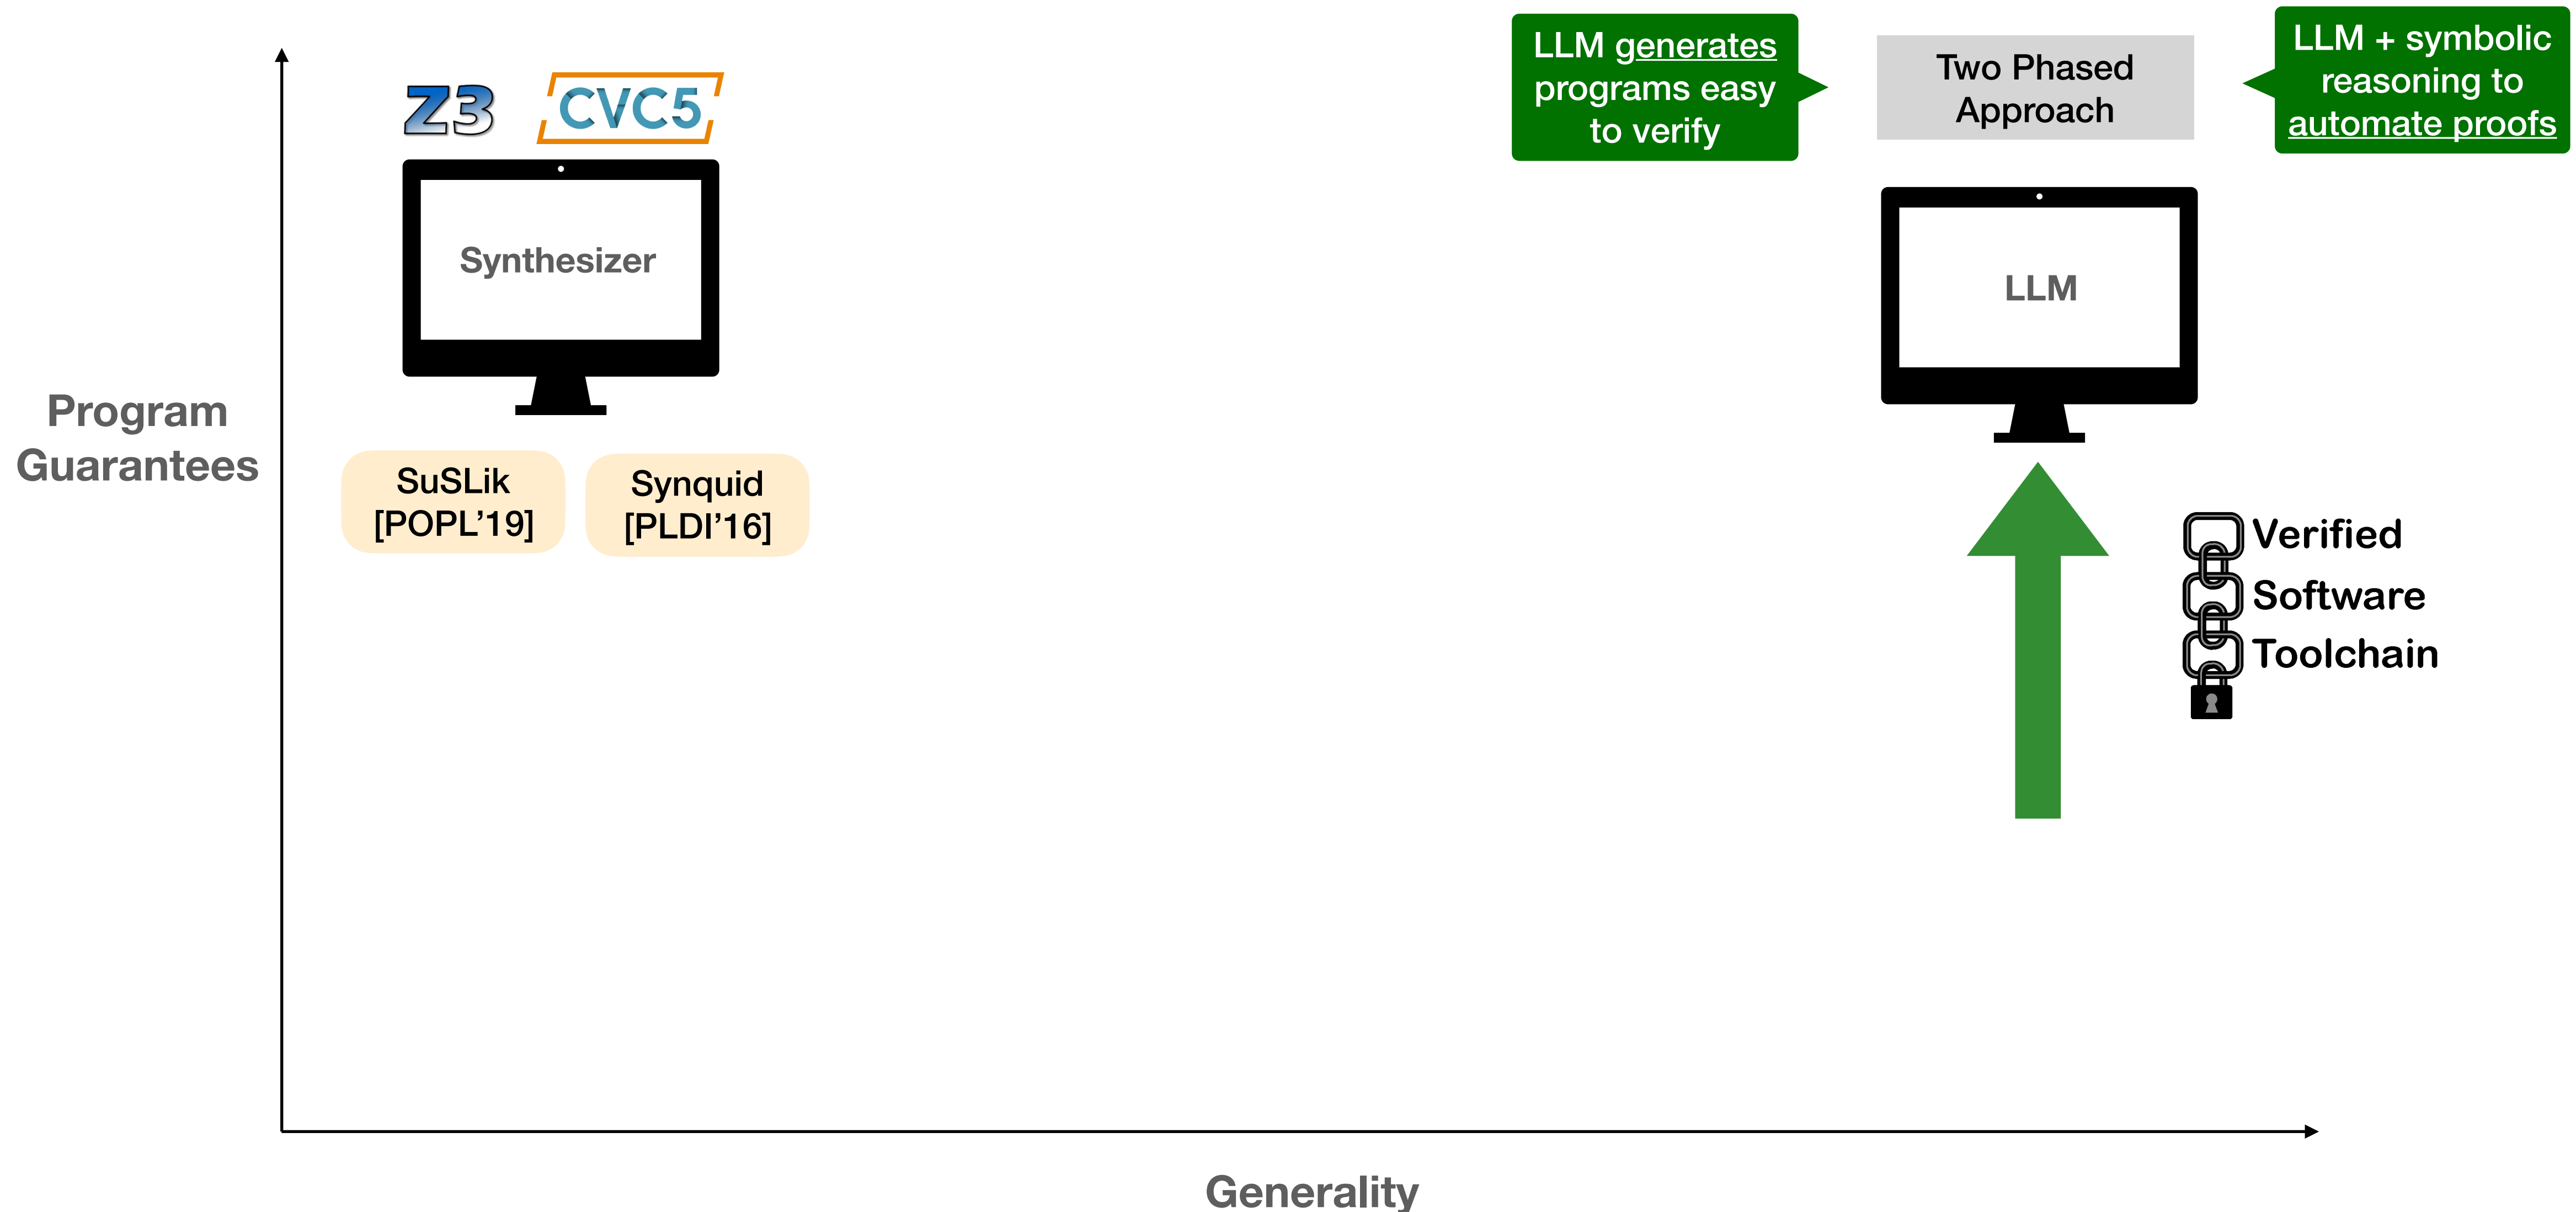 Z3
CVC5
Synthesizer
SuSLik
[POPL’19]
Synquid
[PLDI’16]
Program
Guarantees
LLM generates
programs easy
to verify
Two Phased
Approach
LLM + symbolic
reasoning to
automate proofs
LLM
Verified
Software
Toolchain
Generality